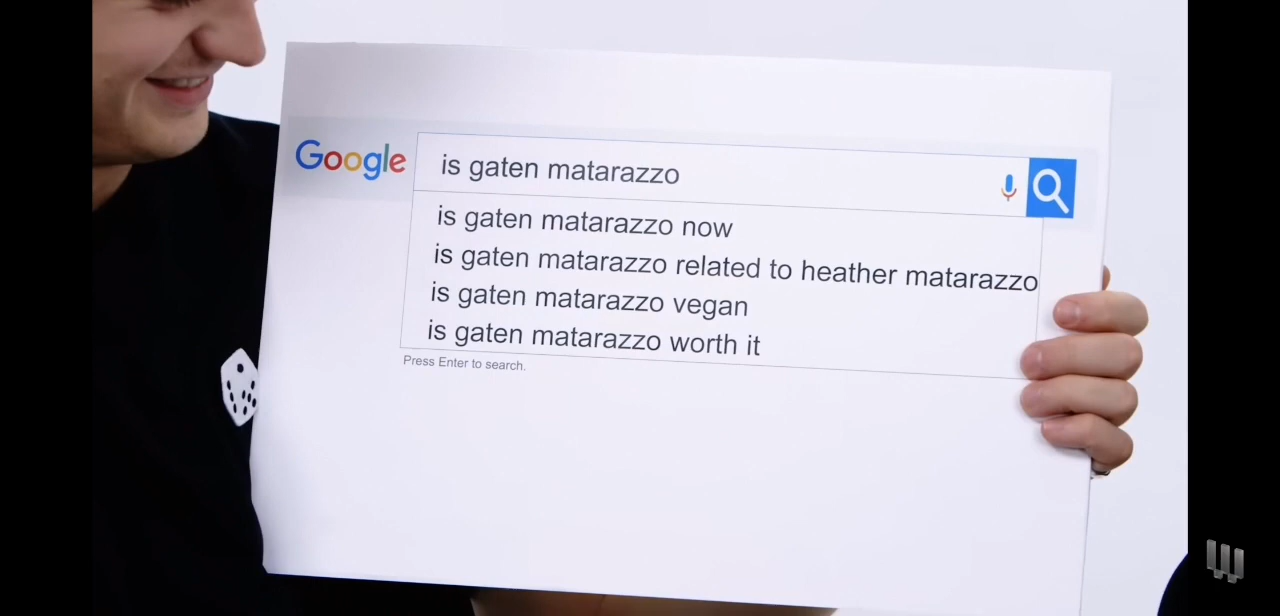 Google
is gaten matarazzo
is gaten matarazzo now
is gaten matarazzo related to heather matarazzo
is gaten matarazzo vegan
is gaten matarazzo worth it
Press Enter to search.